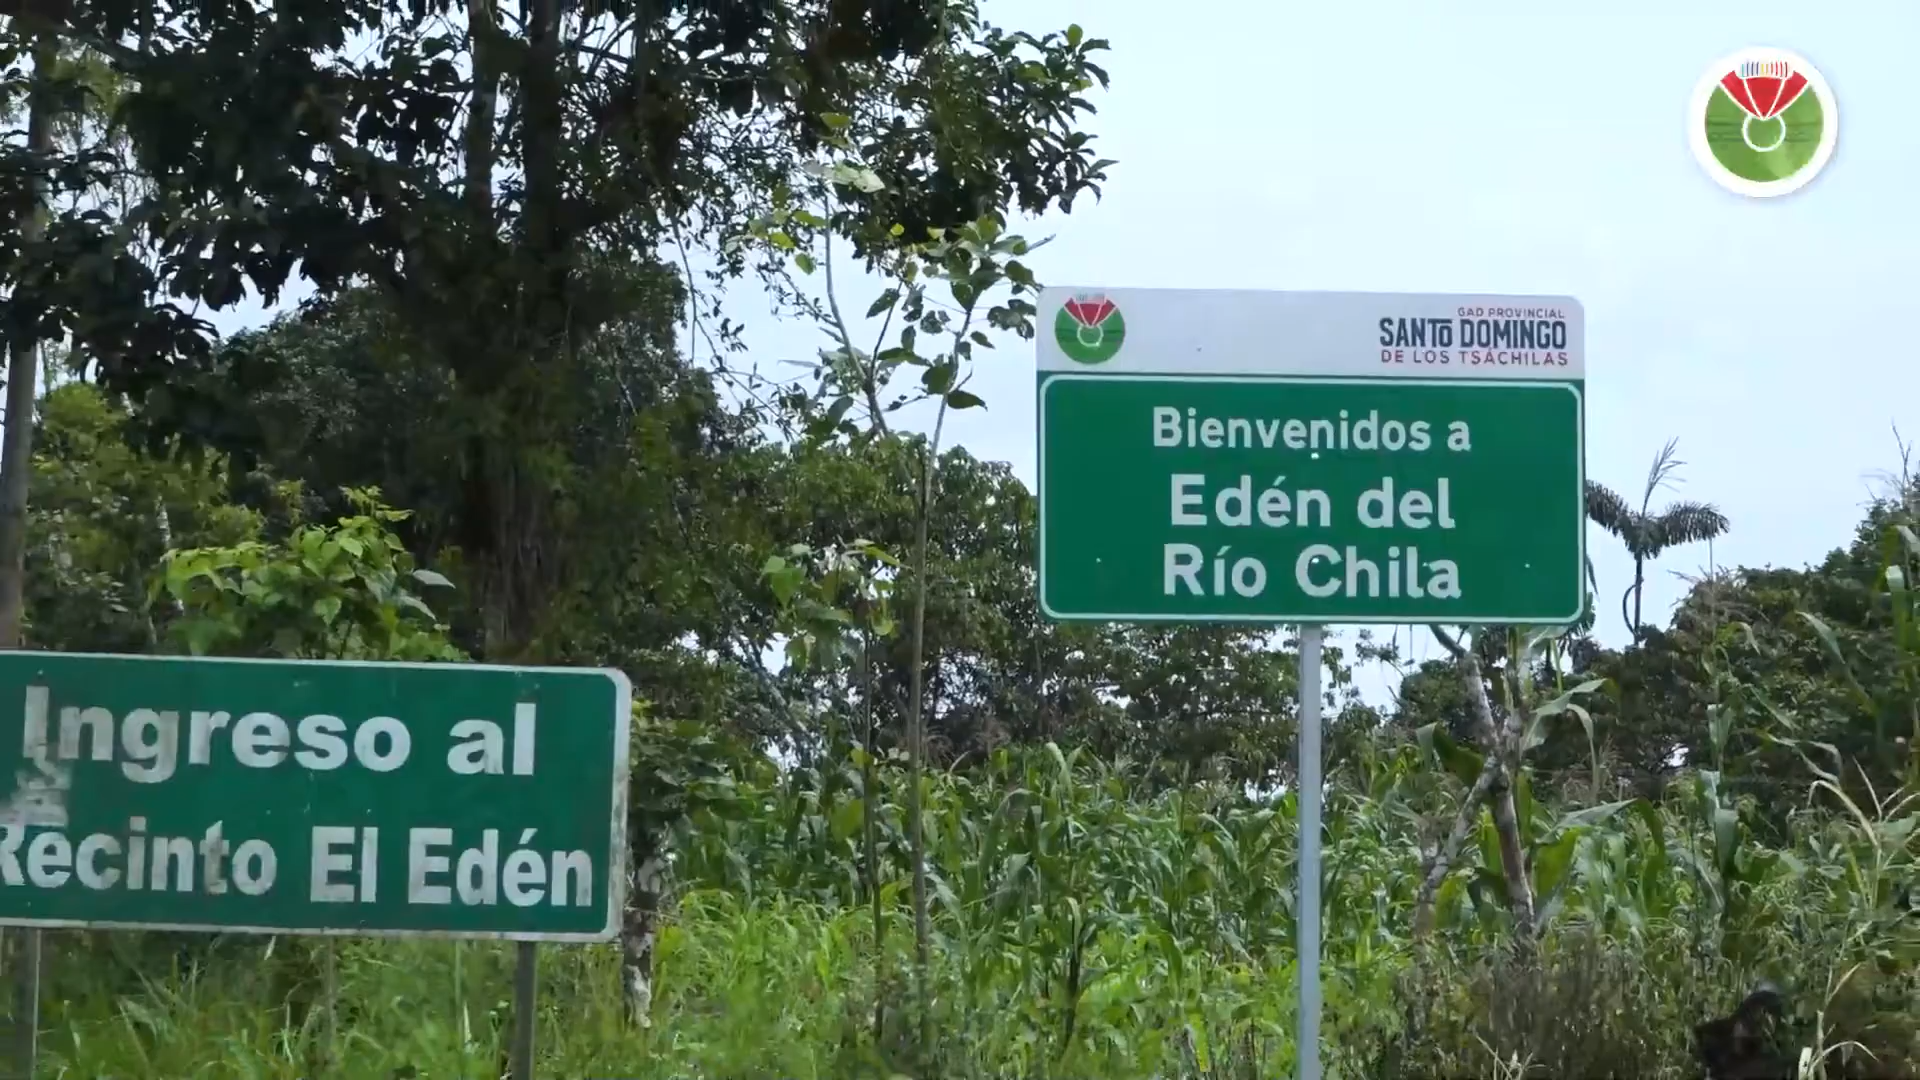 GAD PROVINCIAL
SANTO DOMINGO
DE LOS TSÁCHILAS
Bienvenidos a
Edén del
Río Chila
Ingreso al
Recinto El Edén